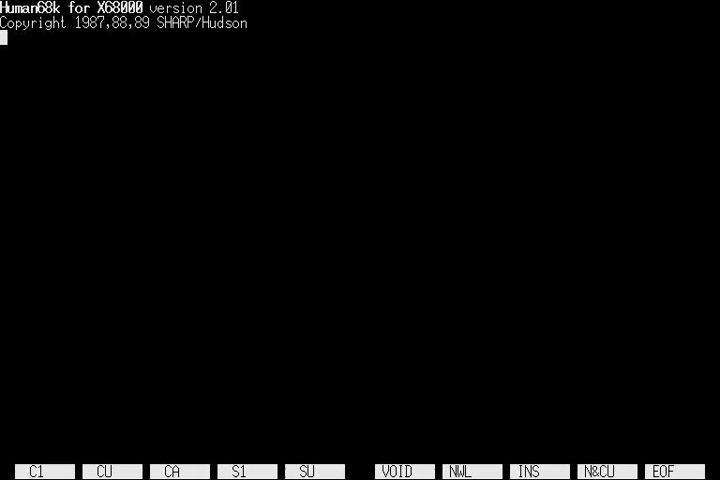 Human68k for X68000 version 2.01
Copyright 1987,88,89 SHARP/Hudson
C1 CU CA S1 SU VOID NWL INS N&CU EOF